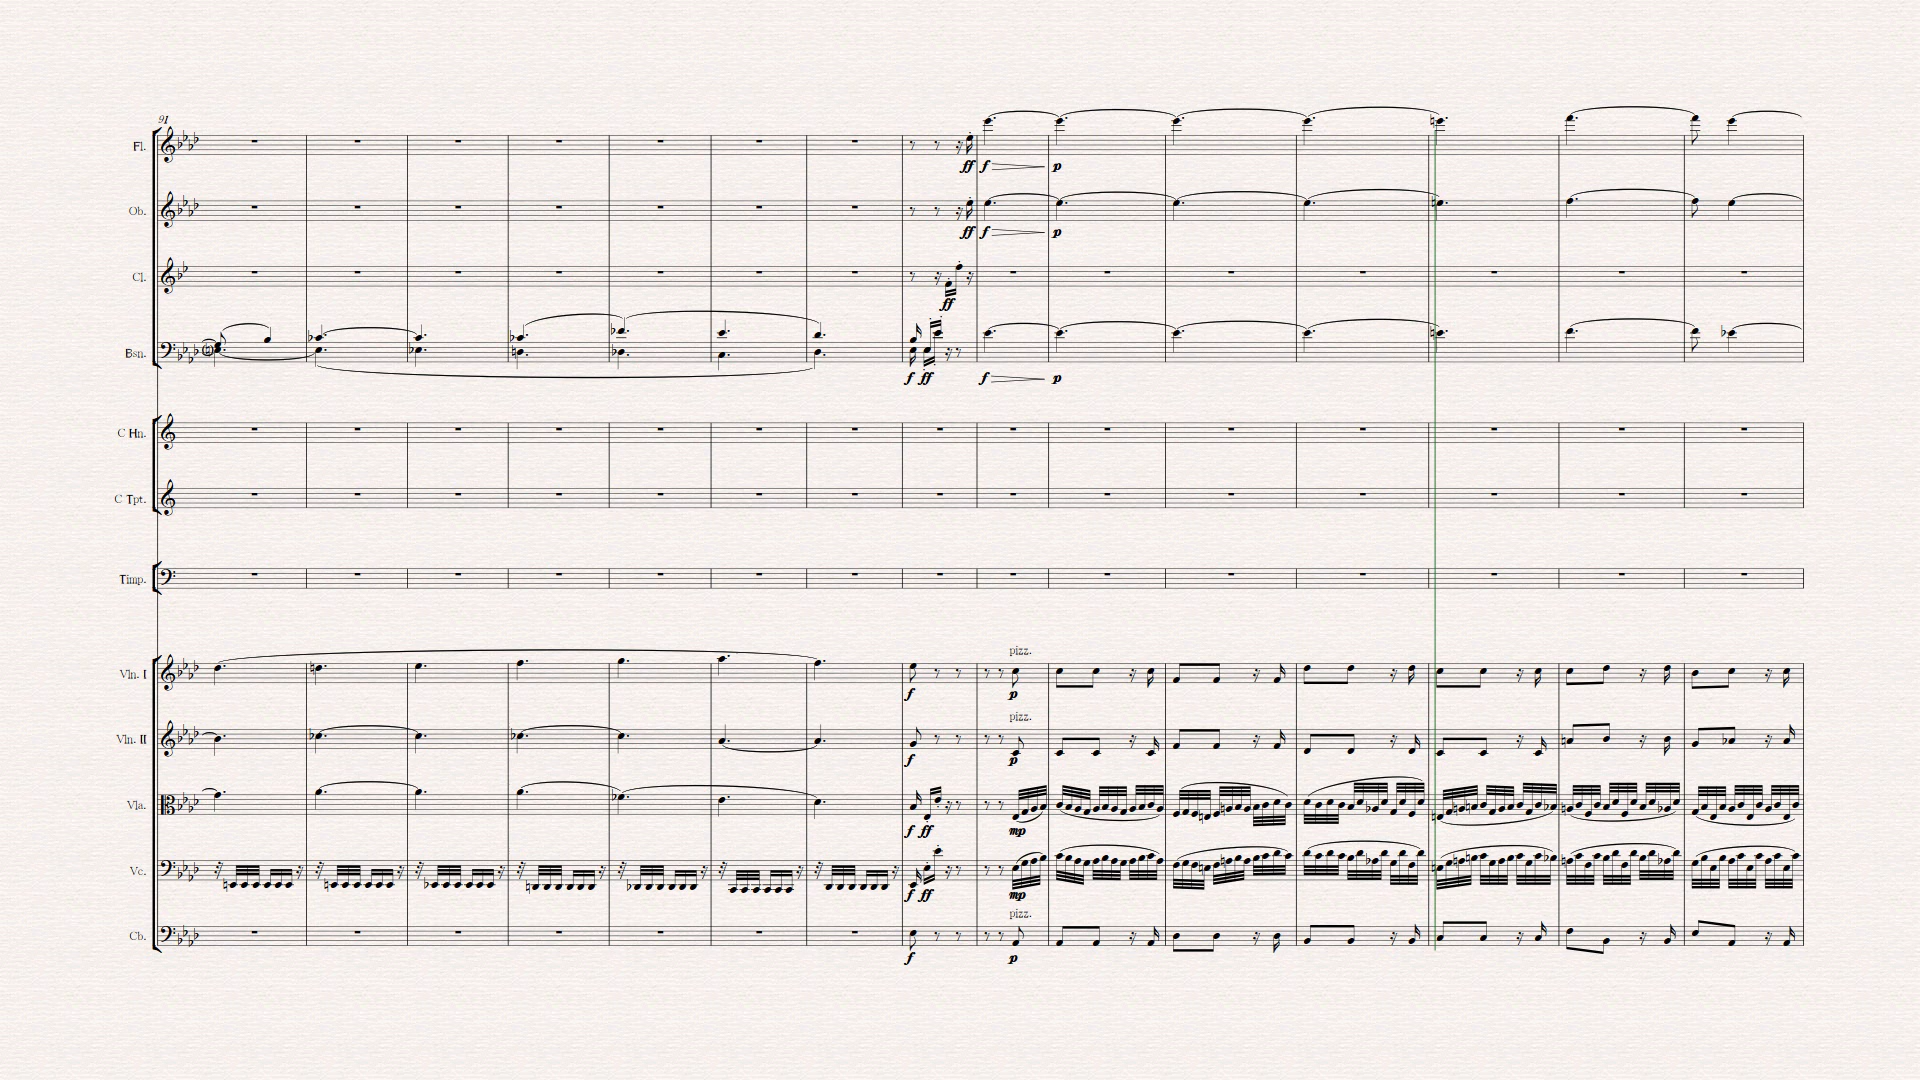 91
Fl.
ff f p
Ob.
ff f p
Cl.
ff
Bsn.
f ff f p
C Hn.
C Tpt.
Timp.
pizz.
Vln. I
f p
pizz.
Vln. II
f p
Vla.
f ff mp
Vc.
f ff mp
pizz.
Cb.
f p